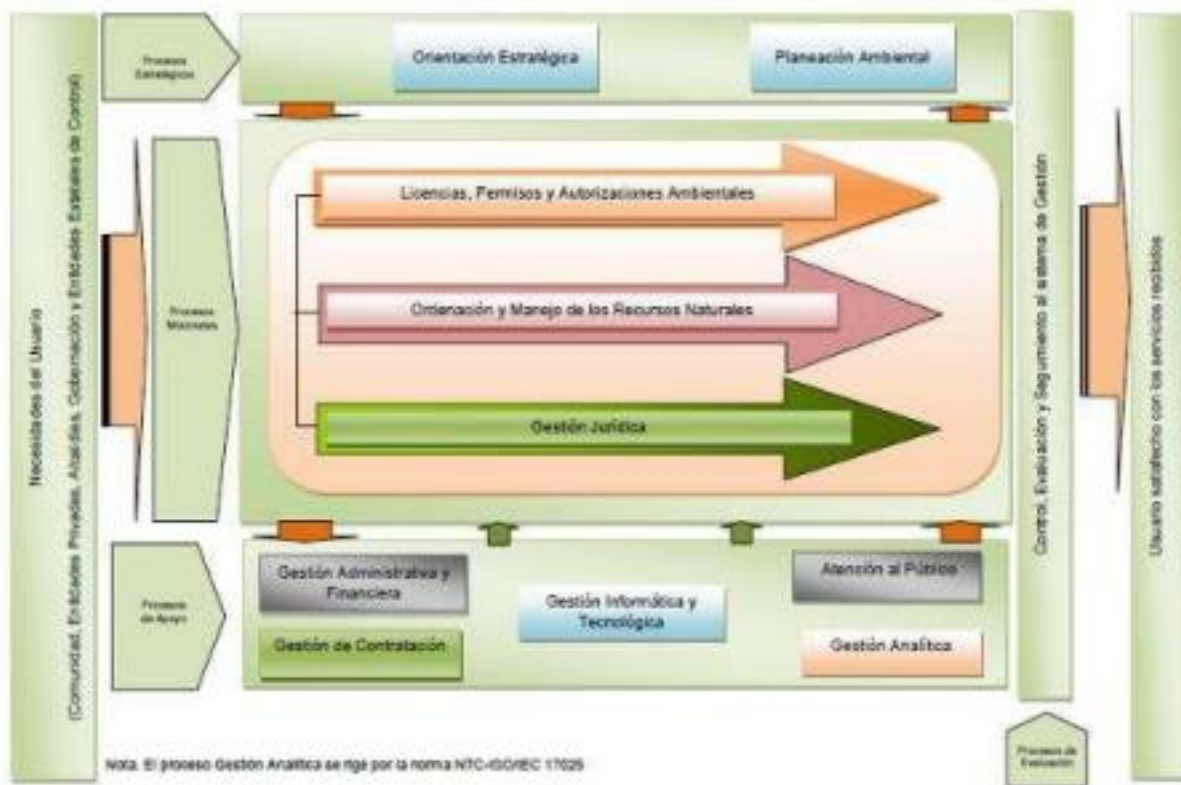 Necesidades del Usuario
(Comunidad, Entidades Privadas, Alcaldías, Gobernación y Entidades Estatales de Control)
Procesos
Estratégicos
Orientación Estratégica
Planeación Ambiental
Procesos
Misionales
Licencias, Permisos y Autorizaciones Ambientales
Ordenación y Manejo de los Recursos Naturales
Gestión Jurídica
Procesos
de Apoyo
Gestión Administrativa y
Financiera
Gestión de Contratación
Gestión Informática y
Tecnológica
Atención al Público
Gestión Analítica
Control, Evaluación y Seguimiento al sistema de Gestión
Procesos de
Evaluación
Usuario satisfecho con los servicios recibidos
Nota. El proceso Gestión Analítica se rige por la norma NTC-ISO/IEC 17025